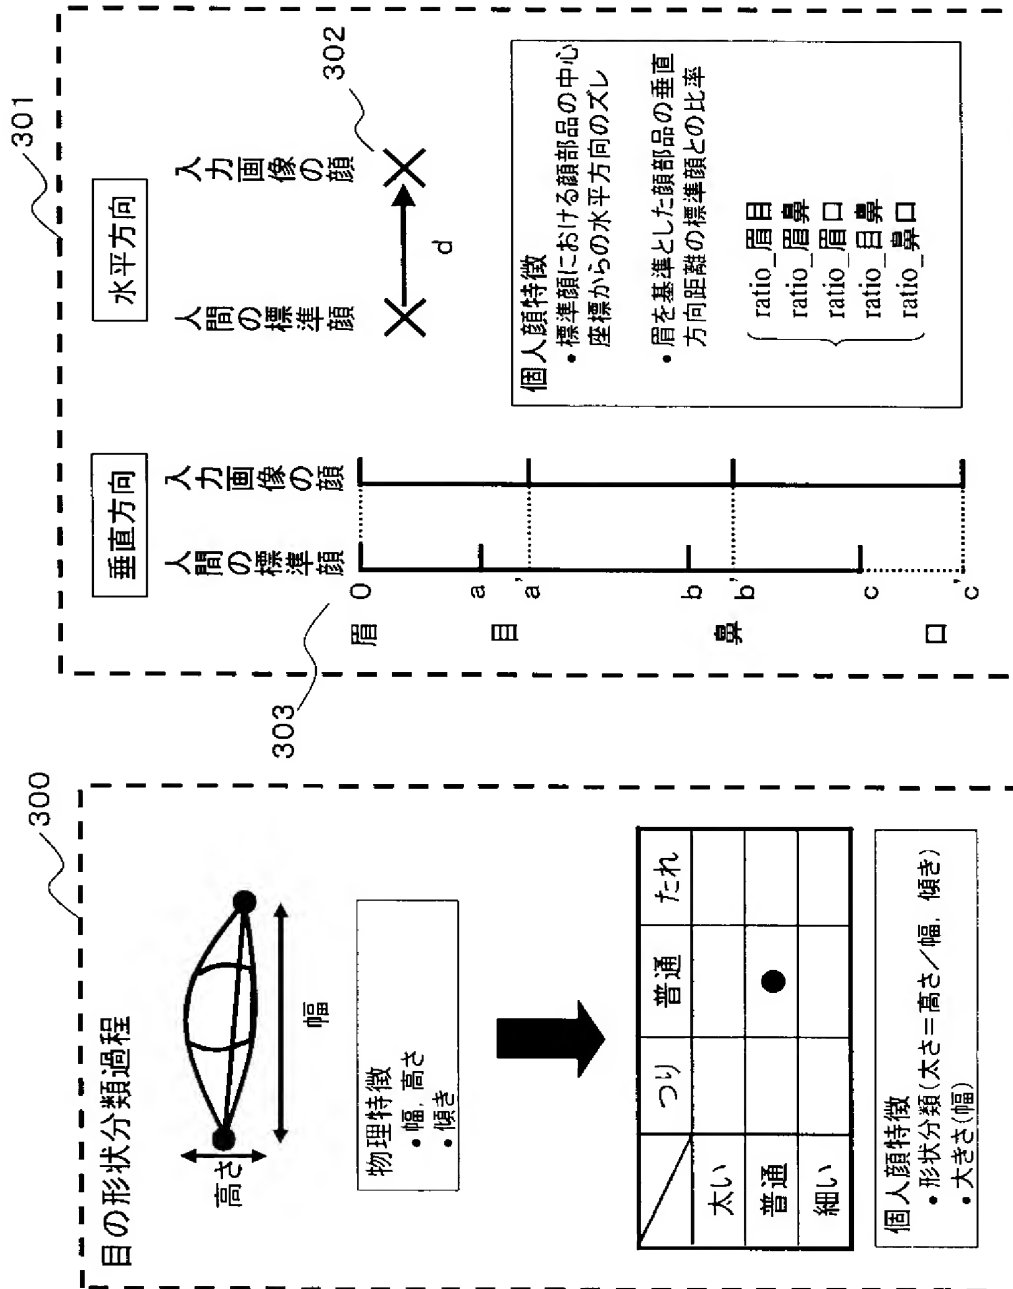 300
目の形状分類過程
高さ
幅
物理特徴
• 幅, 高さ
• 傾き
つり
普通
たれ
太い
普通
細い
個人顔特徴
• 形状分類(太さ=高さ/幅, 傾き)
• 大きさ(幅)
301
垂直方向
人間の標準顔
入力画像の顔
303
眉
目
鼻
口
0
a
a'
b
b'
c
c'
水平方向
人間の標準顔
入力画像の顔
302
d
個人顔特徴
• 標準顔における顔部品の中心
座標からの水平方向のズレ
• 眉を基準とした顔部品の垂直
方向距離の標準顔との比率
ratio_眉目
ratio_眉鼻
ratio_眉口
ratio_目鼻
ratio_鼻口